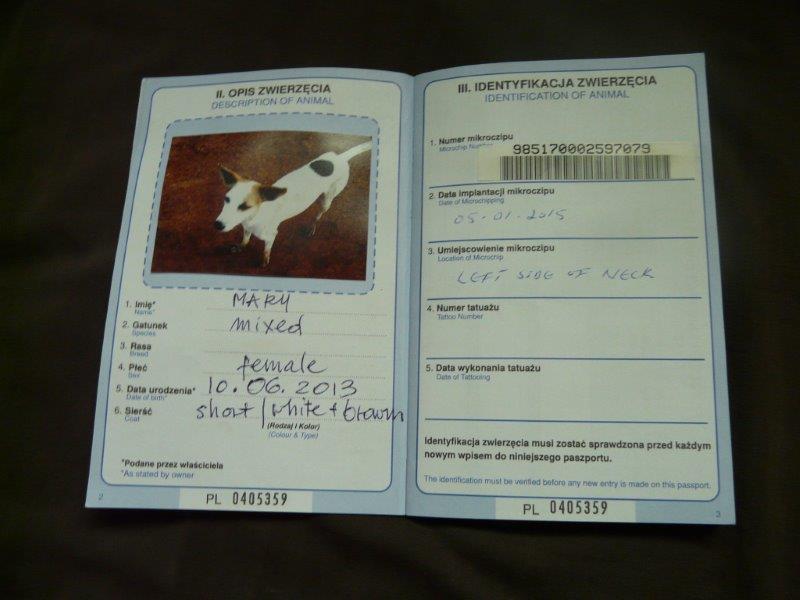 II. OPIS ZWIERZĘCIA
DESCRIPTION OF ANIMAL
1. Imię* MARY
Name*
2. Gatunek mixed
Species
3. Rasa
Breed
4. Płeć female
Sex
5. Data urodzenia* 10.06.2013
Date of birth*
6. Sierść short / white + brown
Coat
(Rodzaj i Kolor)
(Colour & Type)
*Podane przez właściciela
*As stated by owner
2
PL 0405359
III. IDENTYFIKACJA ZWIERZĘCIA
IDENTIFICATION OF ANIMAL
1. Numer mikroczipu
Microchip
985170002597079
2. Data implantacji mikroczipu
Date of Microchipping
05-01-2015
3. Umiejscowienie mikroczipu
Location of Microchip
LEFT SIDE OF NECK
4. Numer tatuażu
Tattoo Number
5. Data wykonania tatuażu
Date of Tattooing
Identyfikacja zwierzęcia musi zostać sprawdzona przed każdym
nowym wpisem do niniejszego paszportu.
The identification must be verified before any new entry is made on this passport.
PL 0405359
3